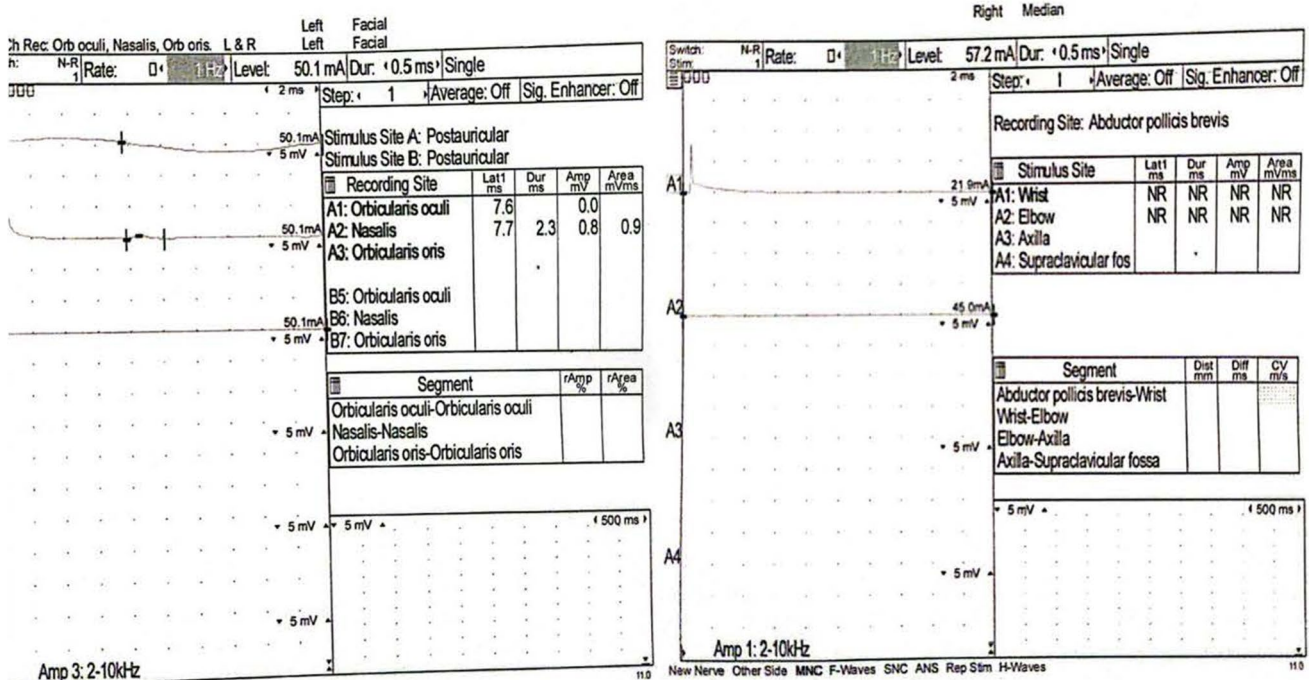 Left Facial
Ch Rec: Orb oculi, Nasalis, Orb oris. L & R Left Facial
N-R 1 Rate: 1 Hz Level: 50.1 mA Dur: 0.5 ms Single
2 ms Step: 1 Average: Off Sig. Enhancer: Off
50.1mA Stimulus Site A: Postauricular
5 mV Stimulus Site B: Postauricular
Recording Site Lat1 ms Dur ms Amp mV Area mVms
A1: Orbicularis oculi 7.6 0.0
50.1mA A2: Nasalis 7.7 2.3 0.8 0.9
5 mV A3: Orbicularis oris
B5: Orbicularis oculi
50.1mA B6: Nasalis
5 mV B7: Orbicularis oris
Segment rAmp % rArea %
Orbicularis oculi-Orbicularis oculi
5 mV Nasalis-Nasalis
Orbicularis oris-Orbicularis oris
5 mV 5 mV 500 ms
5 mV
Amp 3: 2-10kHz 11.0
Right Median
Switch: Stim: N-R 1 Rate: 1 Hz Level: 57.2 mA Dur: 0.5 ms Single
2 ms Step: 1 Average: Off Sig. Enhancer: Off
Recording Site: Abductor pollicis brevis
Stimulus Site Lat1 ms Dur ms Amp mV Area mVms
A1 21.9mA A1: Wrist NR NR NR NR
5 mV A2: Elbow NR NR NR NR
A3: Axilla
A4: Supraclavicular fos
A2 45.0mA
5 mV
Segment Dist mm Diff ms CV m/s
Abductor pollicis brevis-Wrist
Wrist-Elbow
A3 Elbow-Axilla
5 mV Axilla-Supraclavicular fossa
5 mV 500 ms
A4
5 mV
Amp 1: 2-10kHz
New Nerve Other Side MNC F-Waves SNC ANS Rep Stim H-Waves 11.0